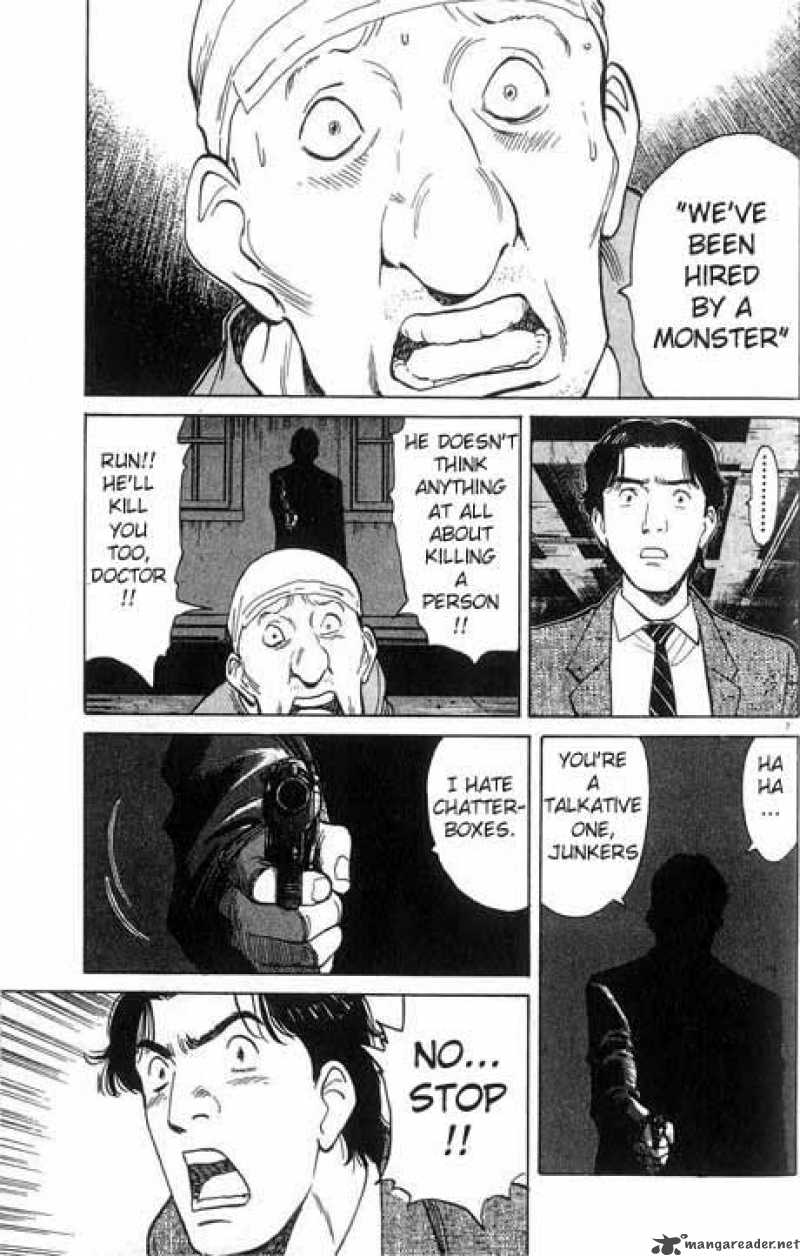 "WE'VE
BEEN
HIRED
BY A
MONSTER"
.........
HE DOESN'T
THINK
ANYTHING
AT ALL
ABOUT
KILLING
A
PERSON
!!
RUN!!
HE'LL
KILL
YOU
TOO,
DOCTOR
!!
7
HA
HA
...
YOU'RE
A
TALKATIVE
ONE,
JUNKERS
I HATE
CHATTER-
BOXES.
NO...
STOP
!!
mangareader.net